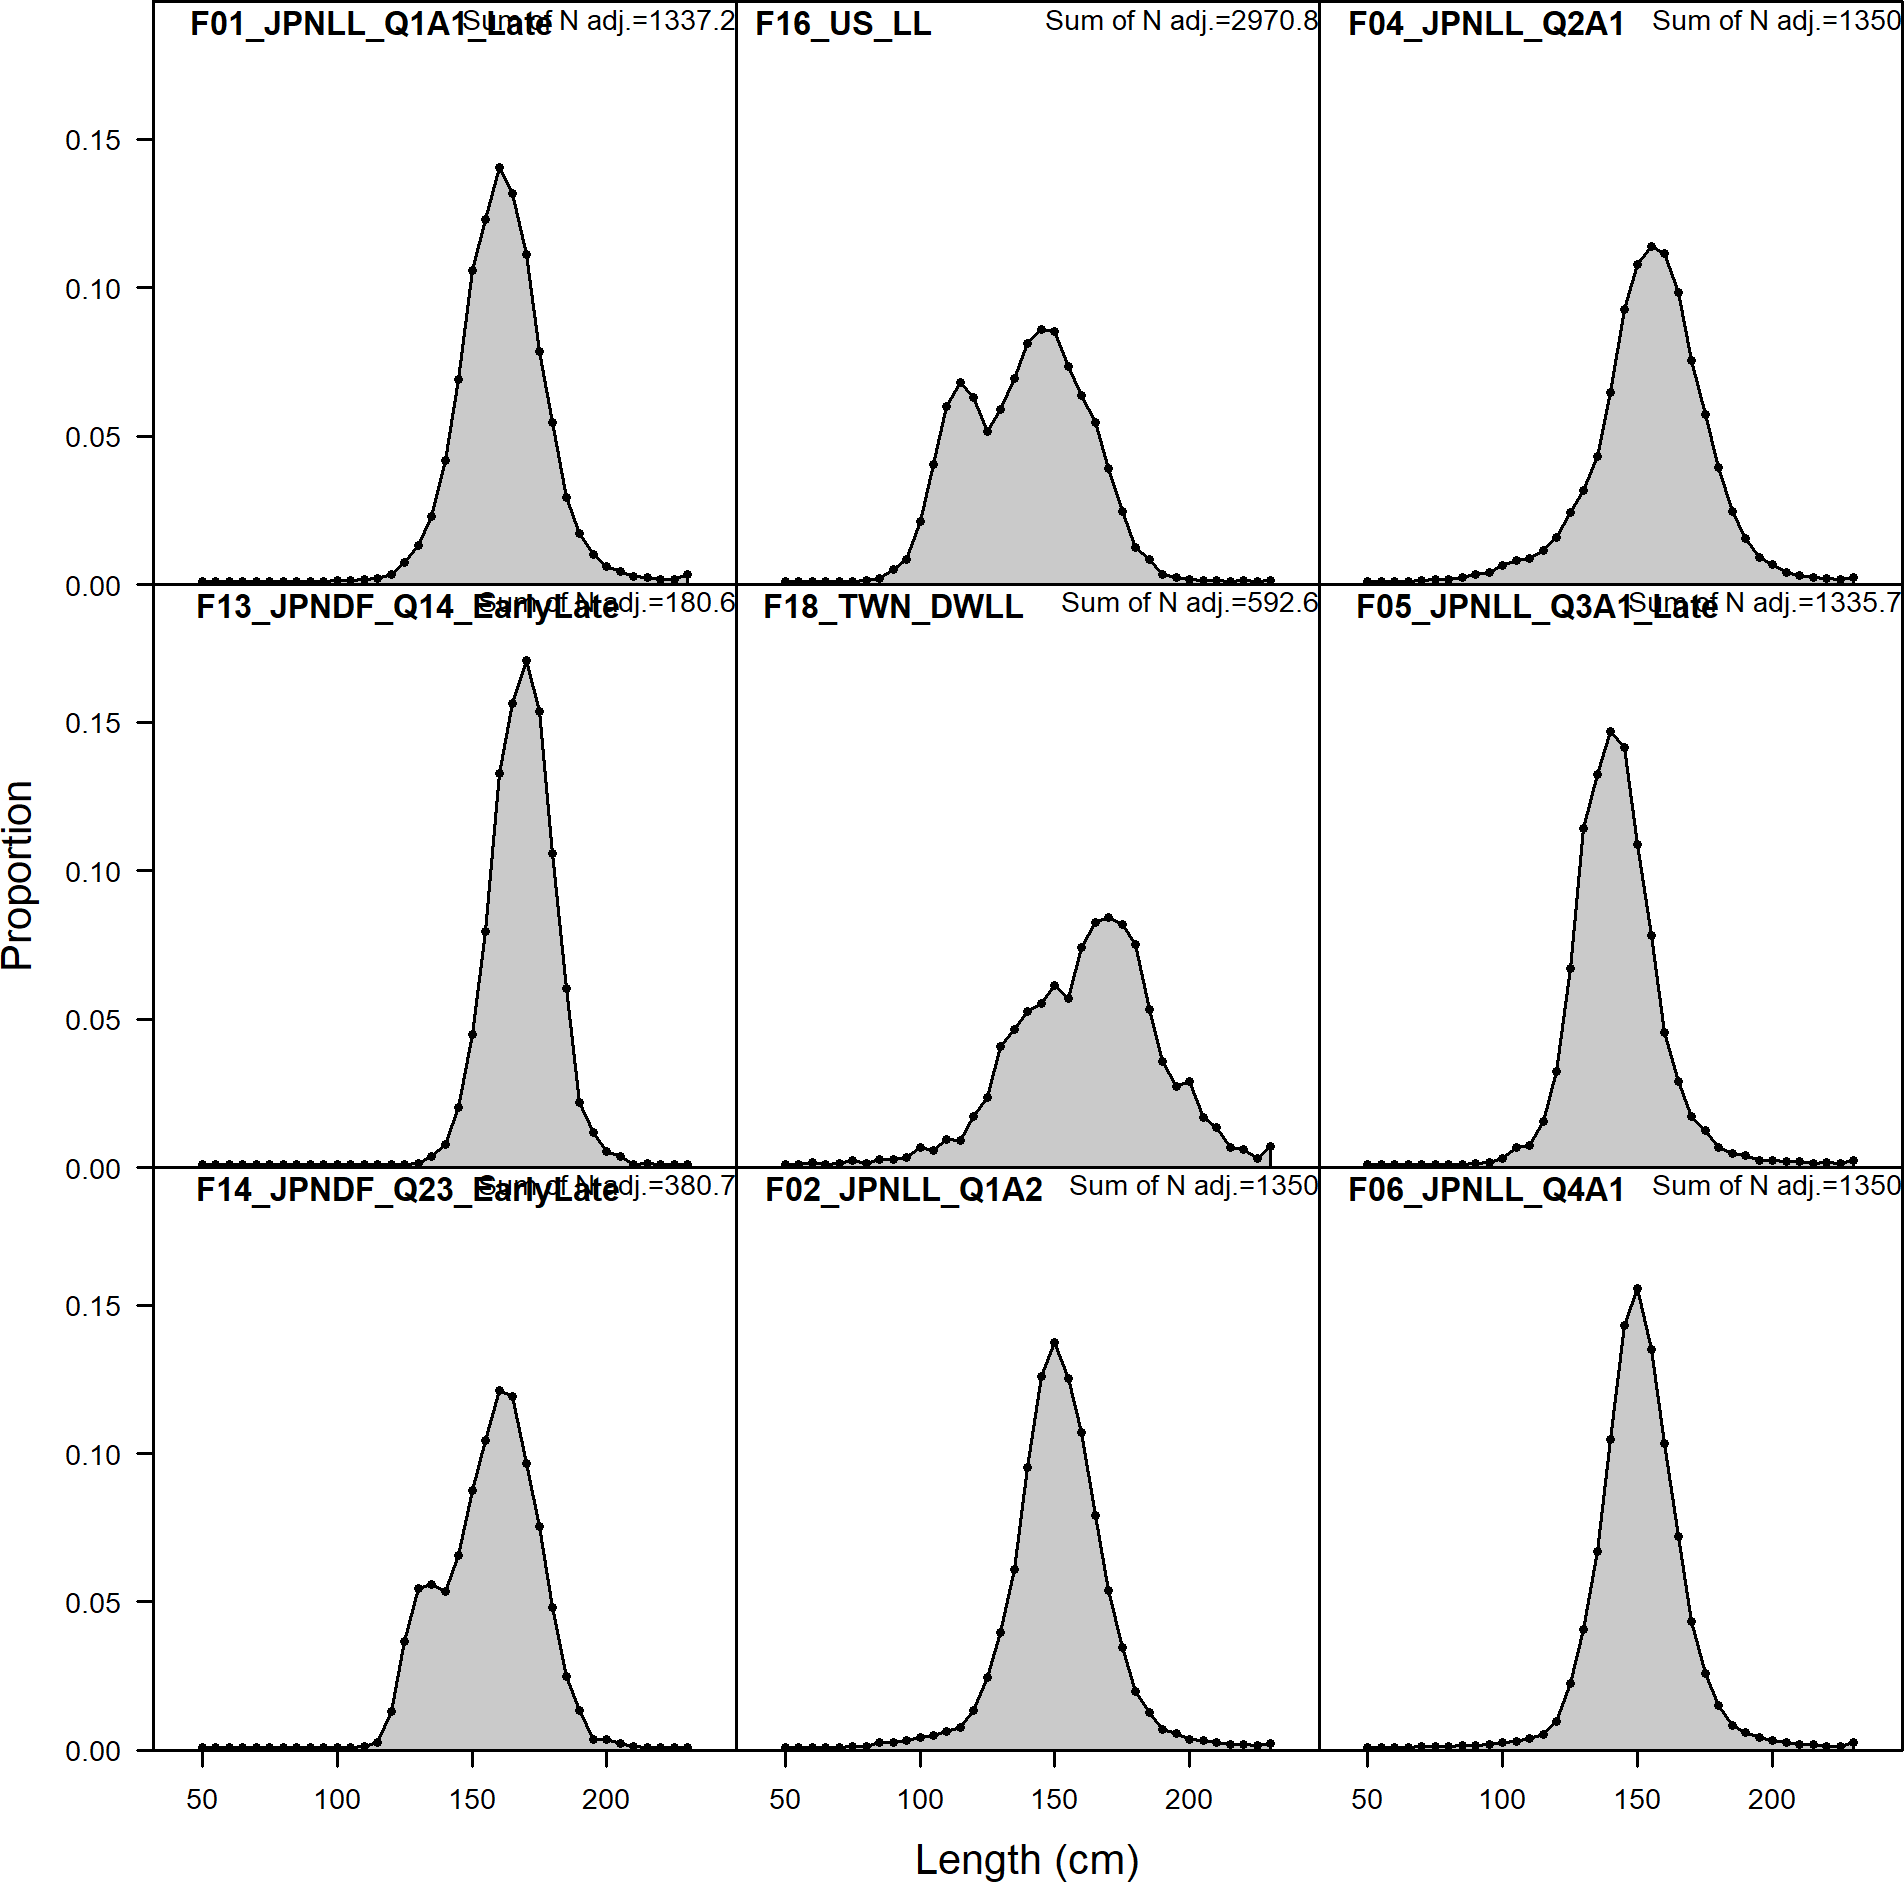 F01_JPNLL_Q1A1_Late Sum of N adj.=1337.2
F16_US_LL Sum of N adj.=2970.8
F04_JPNLL_Q2A1 Sum of N adj.=1350
0.15
0.10
0.05
0.00
F13_JPNDF_Q14_EarlyLate Sum of N adj.=180.6
F18_TWN_DWLL Sum of N adj.=592.6
F05_JPNLL_Q3A1_Late Sum of N adj.=1335.7
0.15
0.10
0.05
0.00
Proportion
F14_JPNDF_Q23_EarlyLate Sum of N adj.=380.7
F02_JPNLL_Q1A2 Sum of N adj.=1350
F06_JPNLL_Q4A1 Sum of N adj.=1350
0.15
0.10
0.05
0.00
50 100 150 200
50 100 150 200
50 100 150 200
Length (cm)